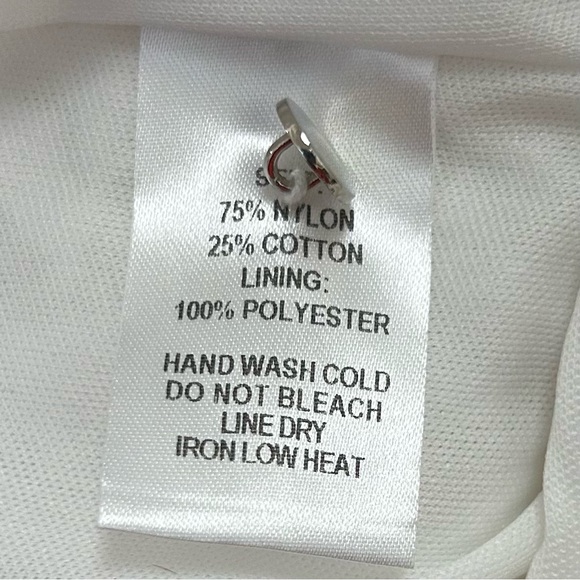 75% NYLON
25% COTTON
LINING:
100% POLYESTER
HAND WASH COLD
DO NOT BLEACH
LINE DRY
IRON LOW HEAT